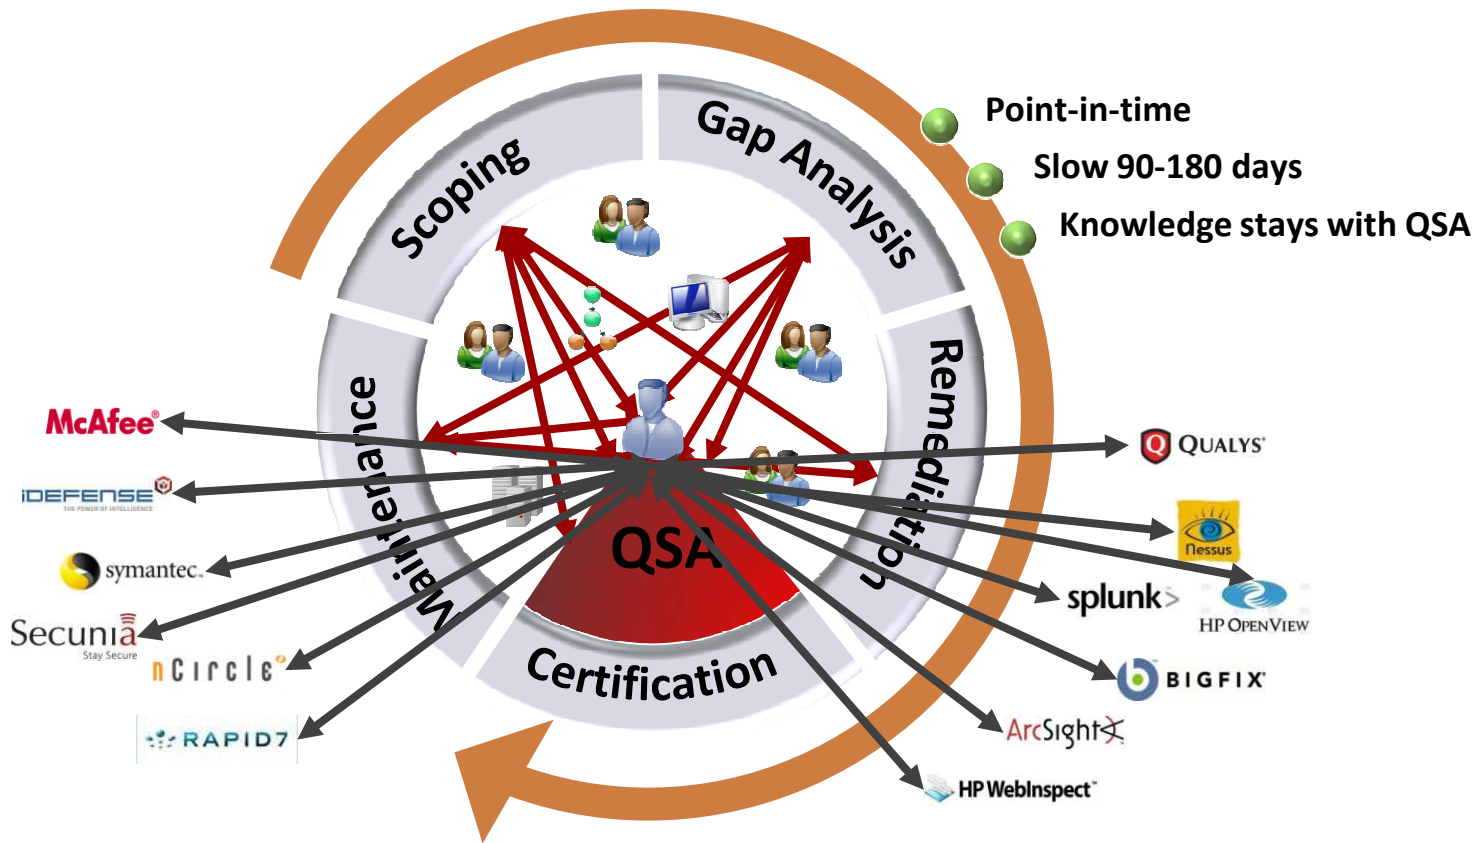 Gap Analysis
Scoping
Point-in-time
Slow 90-180 days
Knowledge stays with QSA
Remediation
Maintenance
McAfee®
QUALYS®
iDEFENSE
THE POWER OF INTELLIGENCE
nessus
QSA
symantec.
splunk>
HP OPENVIEW
Secunia
Stay Secure
nCircle
Certification
BIGFIX®
ArcSight
RAPID7
HP WebInspect™